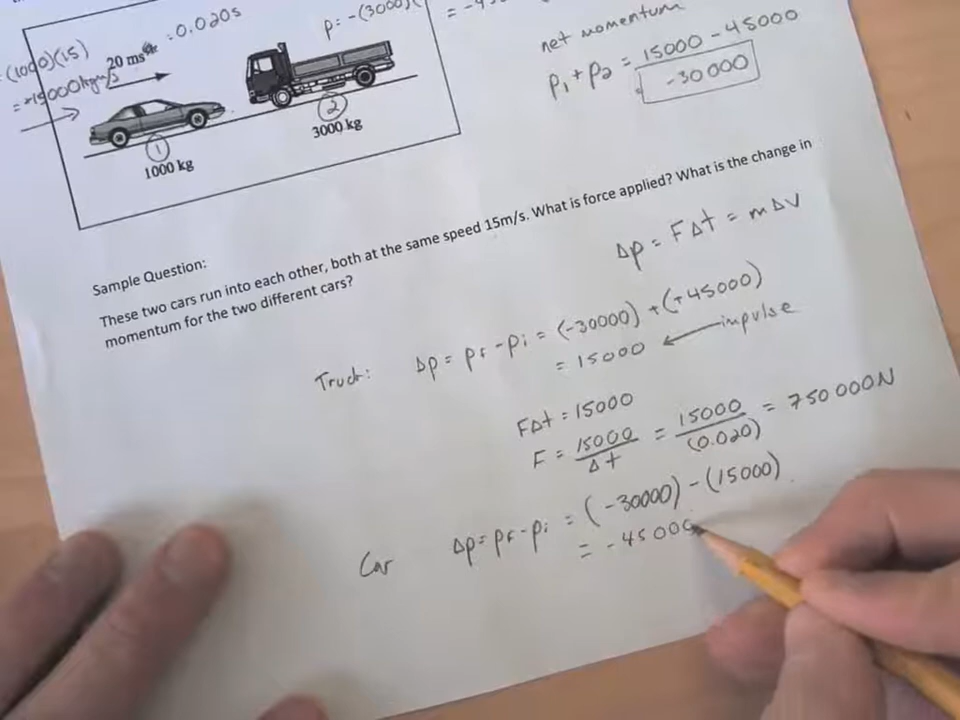 = 0.020s
p = -(3000)(
= -45
(1000)(15)
20 ms
= +15000 kgm/s
1
1000 kg
2
3000 kg
net momentum
p₁ + p₂ = 15000 - 45000
-30 000
Sample Question:
These two cars run into each other, both at the same speed 15m/s. What is force applied? What is the change in
momentum for the two different cars?
Δp = FΔt = mΔV
Truck: Δp = pf - pi = (-30000) + (+45000)
= 15000 ← impulse
FΔt = 15000
F = 15000/Δt = 15000/(0.020) = 750 000N
Car Δp = pf - pi = (-30000) - (15000)
= -45000